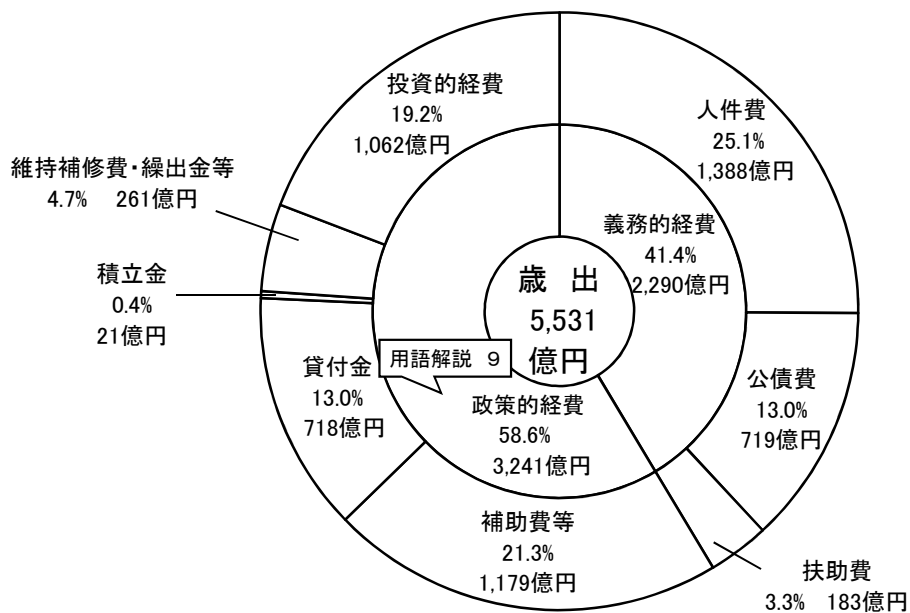 投資的経費
19.2%
1,062億円
人件費
25.1%
1,388億円
維持補修費・繰出金等
4.7% 261億円
義務的経費
41.4%
2,290億円
積立金
0.4%
21億円
歳 出
5,531
億円
用語解説 9
貸付金
13.0%
718億円
政策的経費
58.6%
3,241億円
公債費
13.0%
719億円
補助費等
21.3%
1,179億円
扶助費
3.3% 183億円